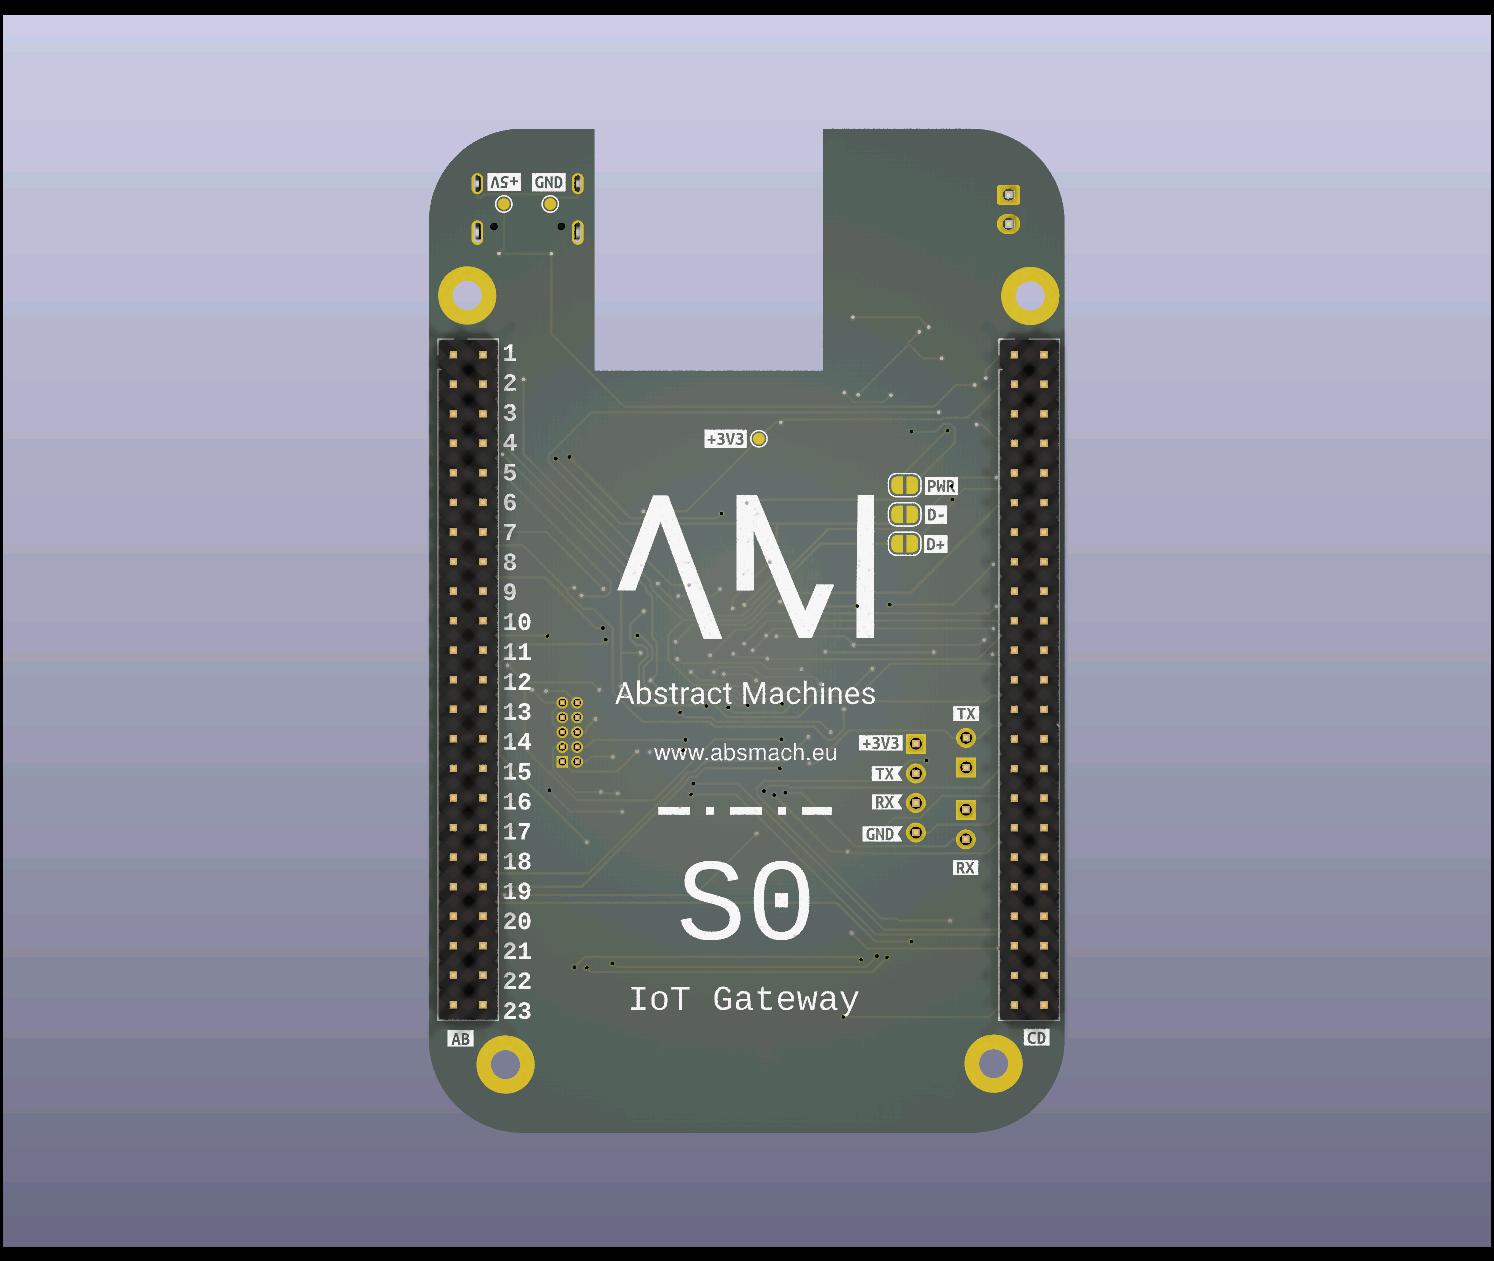 +5V GND
1
2
3
4
5
6
7
8
9
10
11
12
13
14
15
16
17
18
19
20
21
22
23
+3V3
PWR
D-
D+
AM
Abstract Machines
www.absmach.eu
TX
+3V3
TX
RX
GND
RX
S0
IoT Gateway
AB
CD